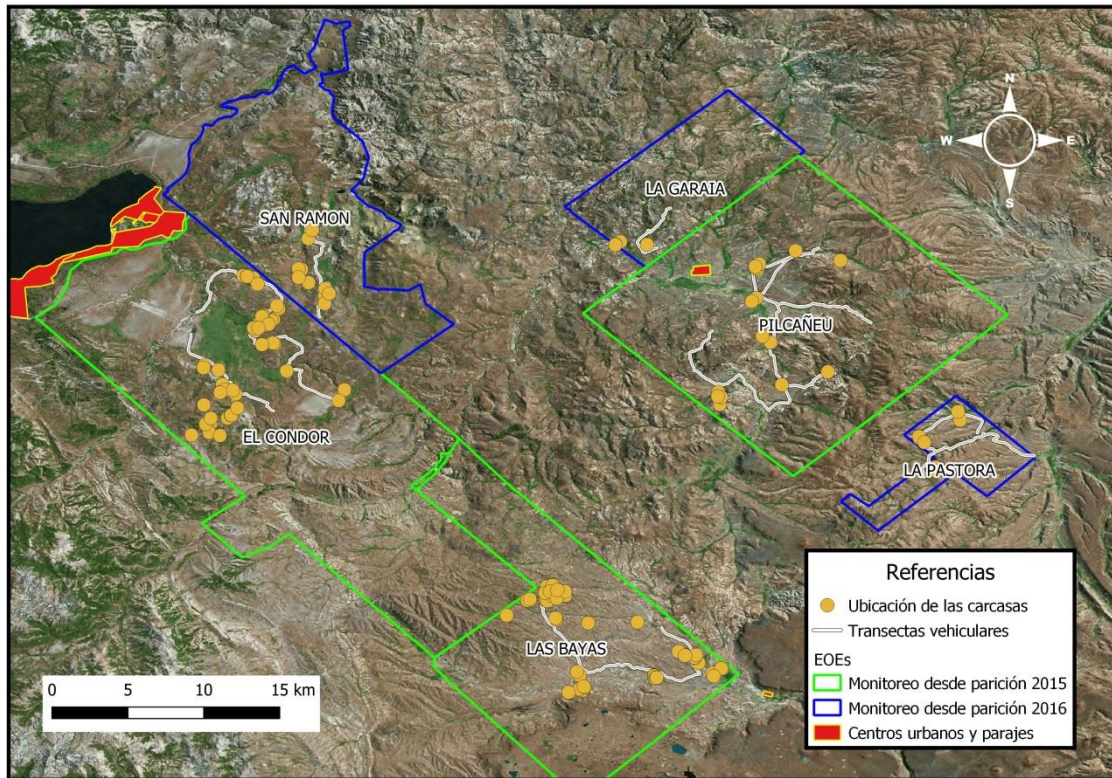 N
W
E
S
LA GARAIA
SAN RAMON
PILCAÑEU
EL CONDOR
LA PASTORA
LAS BAYAS
0 5 10 15 km
Referencias
Ubicación de las carcasas
Transectas vehiculares
EOEs
Monitoreo desde parición 2015
Monitoreo desde parición 2016
Centros urbanos y parajes